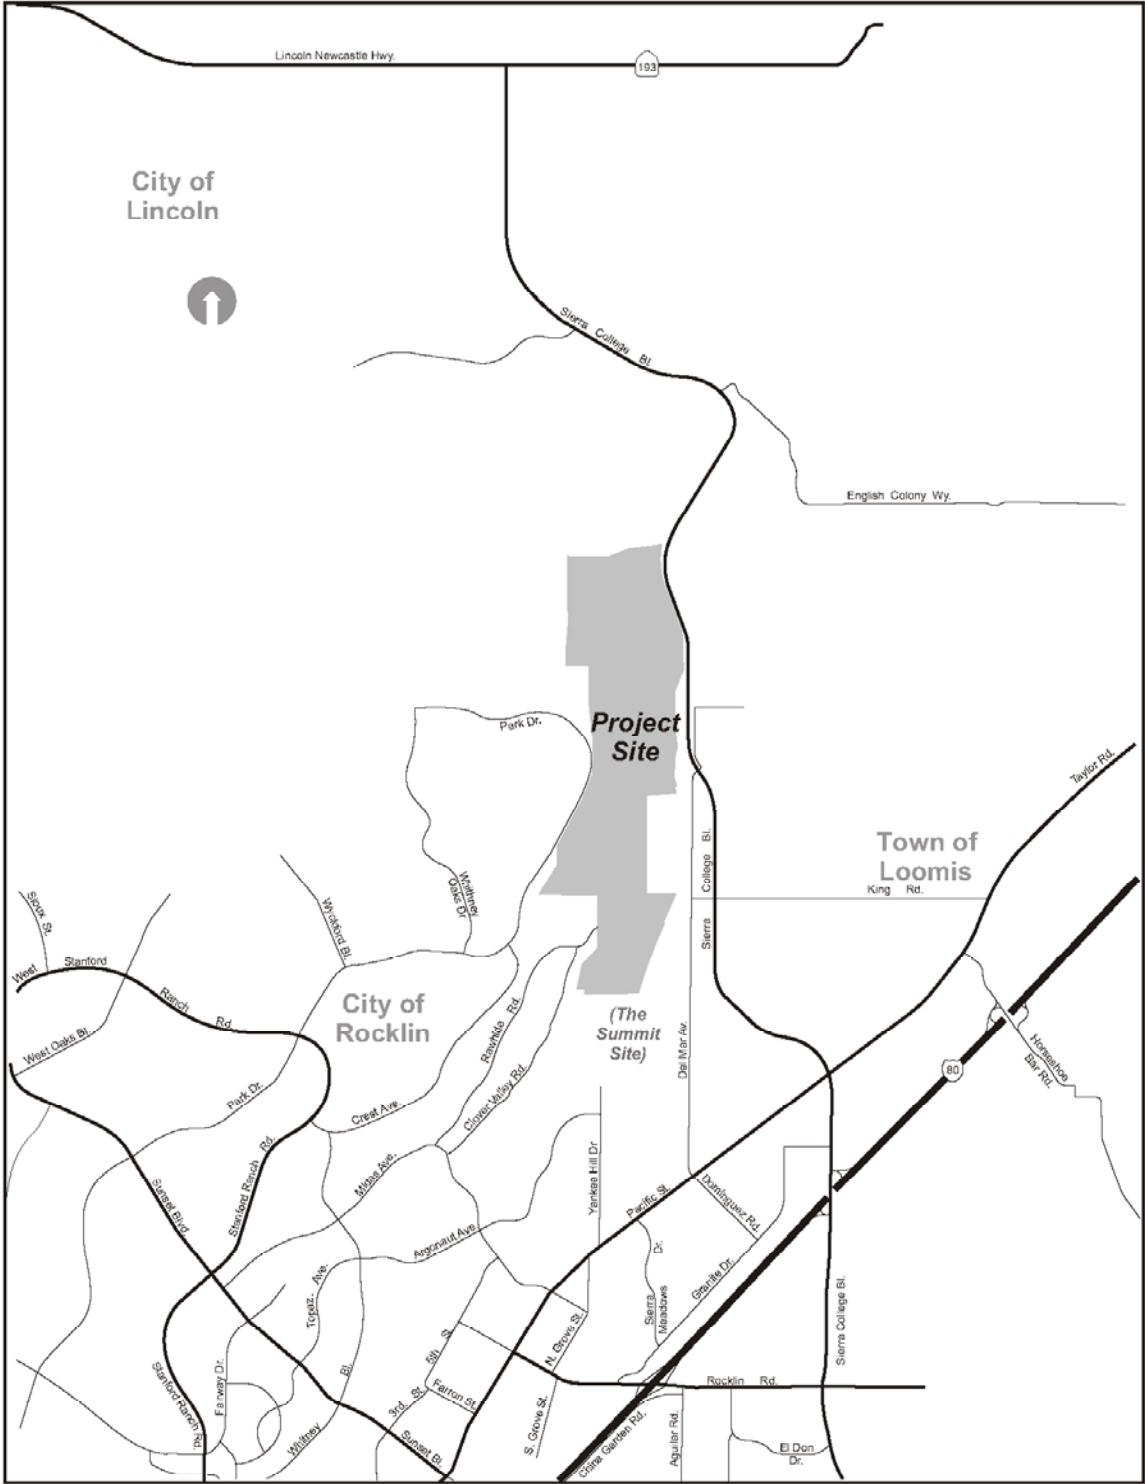 Lincoln Newcastle Hwy.
193
City of
Lincoln
Sierra College Bl.
English Colony Wy.
Park Dr.
Project
Site
Taylor Rd.
Town of
Loomis
King Rd.
Sierra College Bl.
Whithney
Oaks Dr
Wyckford Bl.
Sioux St.
West Stanford Ranch Rd.
City of
Rocklin
Rawhide Rd.
(The
Summit
Site)
Del Mar Av.
West Oaks Bl.
Park Dr.
Crest Ave.
Clover Valley Rd.
80
Horseshoe
Bar Rd.
Midas Ave.
Yankee Hill Dr
Stanford Ranch Rd.
Sunset Blvd.
Pacific St.
Dominguez Rd.
Argonaut Ave.
Granite Dr.
Sierra
Meadows
Dr.
Topaz Ave.
Sierra College Bl.
5th St.
N. Grove St.
Stanford Ranch Rd.
Fairway Dr.
Whitney Bl.
3rd. St.
Farron St.
Rocklin Rd.
Sunset Bl.
S. Grove St.
China Garden Rd.
Aguilar Rd.
El Don
Dr.